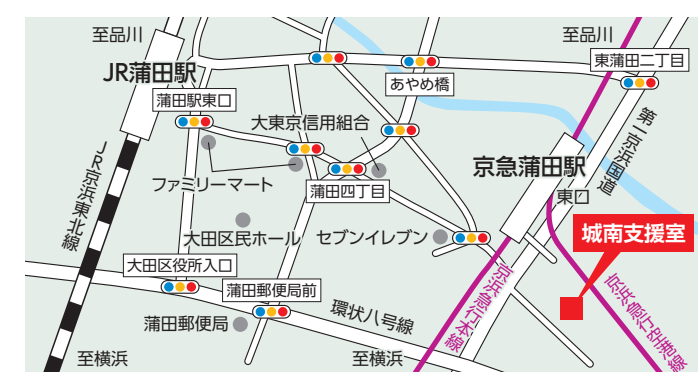 至品川
至品川
東蒲田二丁目
JR蒲田駅
あやめ橋
蒲田駅東口
大東京信用組合
第一京浜国道
JR京浜東北線
ファミリーマート
蒲田四丁目
京急蒲田駅
東口
城南支援室
大田区民ホール
セブンイレブン
大田区役所入口
蒲田郵便局前
環状八号線
京浜急行本線
京浜急行空港線
蒲田郵便局
至横浜
至横浜